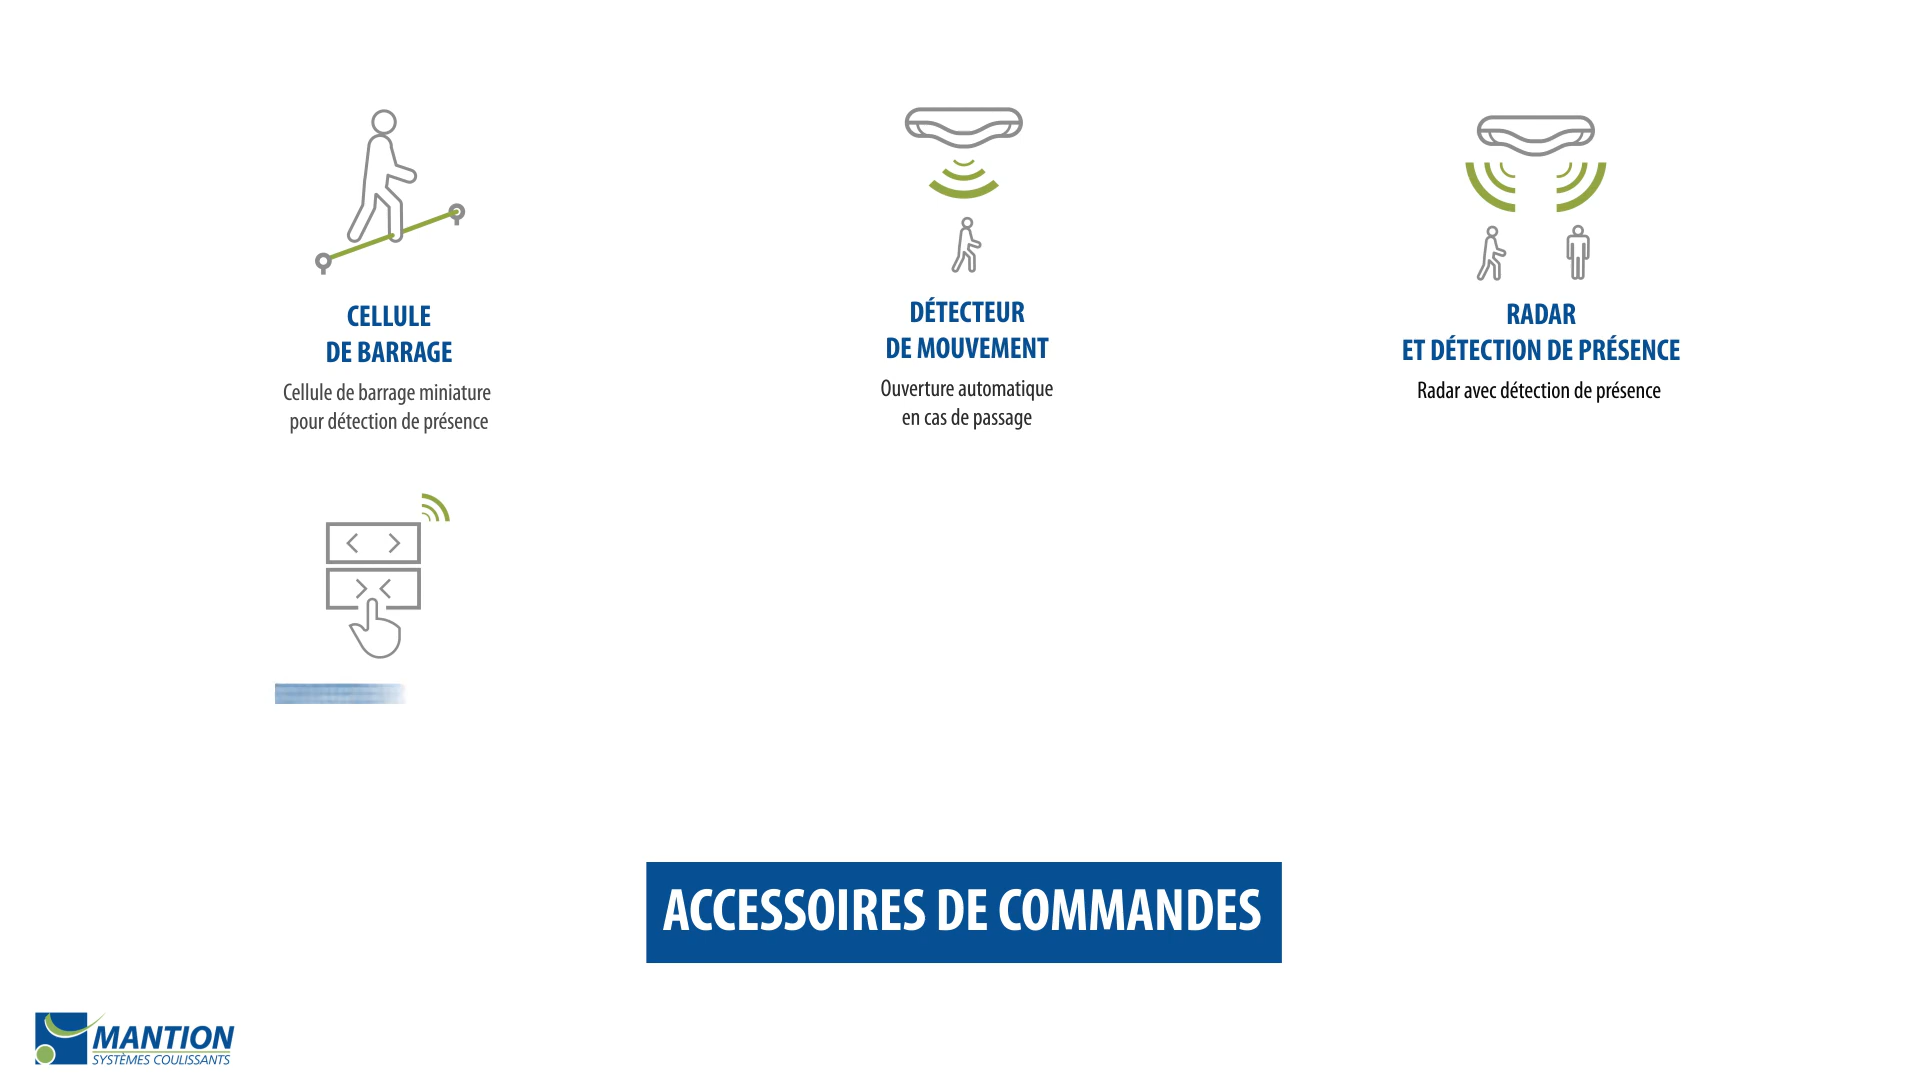 CELLULE
DE BARRAGE
Cellule de barrage miniature
pour détection de présence
DÉTECTEUR
DE MOUVEMENT
Ouverture automatique
en cas de passage
RADAR
ET DÉTECTION DE PRÉSENCE
Radar avec détection de présence
ACCESSOIRES DE COMMANDES
MANTION
SYSTÈMES COULISSANTS